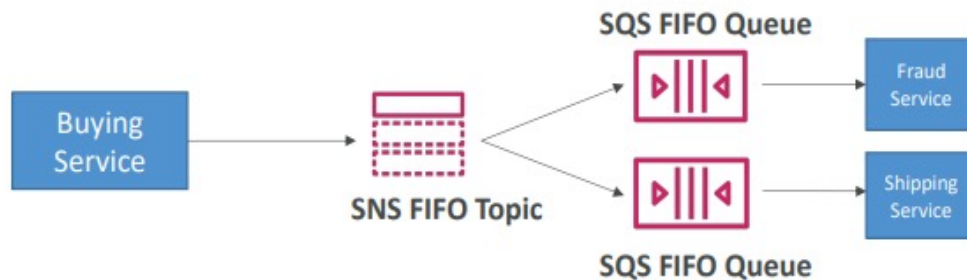 SQS FIFO Queue
Buying
Service
SNS FIFO Topic
Fraud
Service
Shipping
Service
SQS FIFO Queue